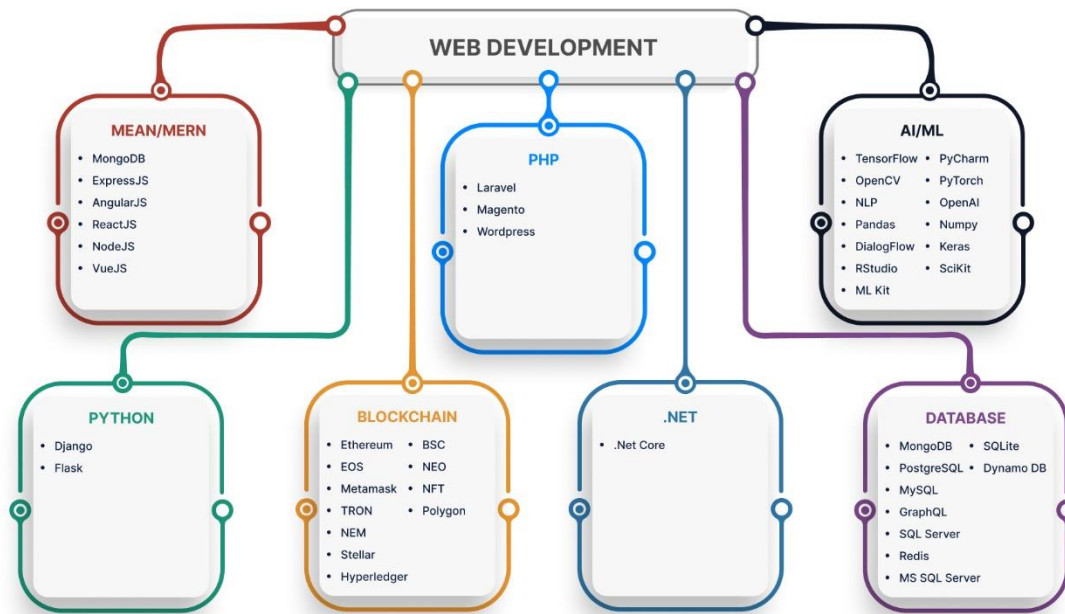 WEB DEVELOPMENT
MEAN/MERN
MongoDB
ExpressJS
AngularJS
ReactJS
NodeJS
VueJS
PHP
Laravel
Magento
Wordpress
AI/ML
TensorFlow
OpenCV
NLP
Pandas
DialogFlow
RStudio
ML Kit
PyCharm
PyTorch
OpenAI
Numpy
Keras
SciKit
PYTHON
Django
Flask
BLOCKCHAIN
Ethereum
EOS
Metamask
TRON
NEM
Stellar
Hyperledger
BSC
NEO
NFT
Polygon
.NET
.Net Core
DATABASE
MongoDB
PostgreSQL
MySQL
GraphQL
SQL Server
Redis
MS SQL Server
SQLite
Dynamo DB